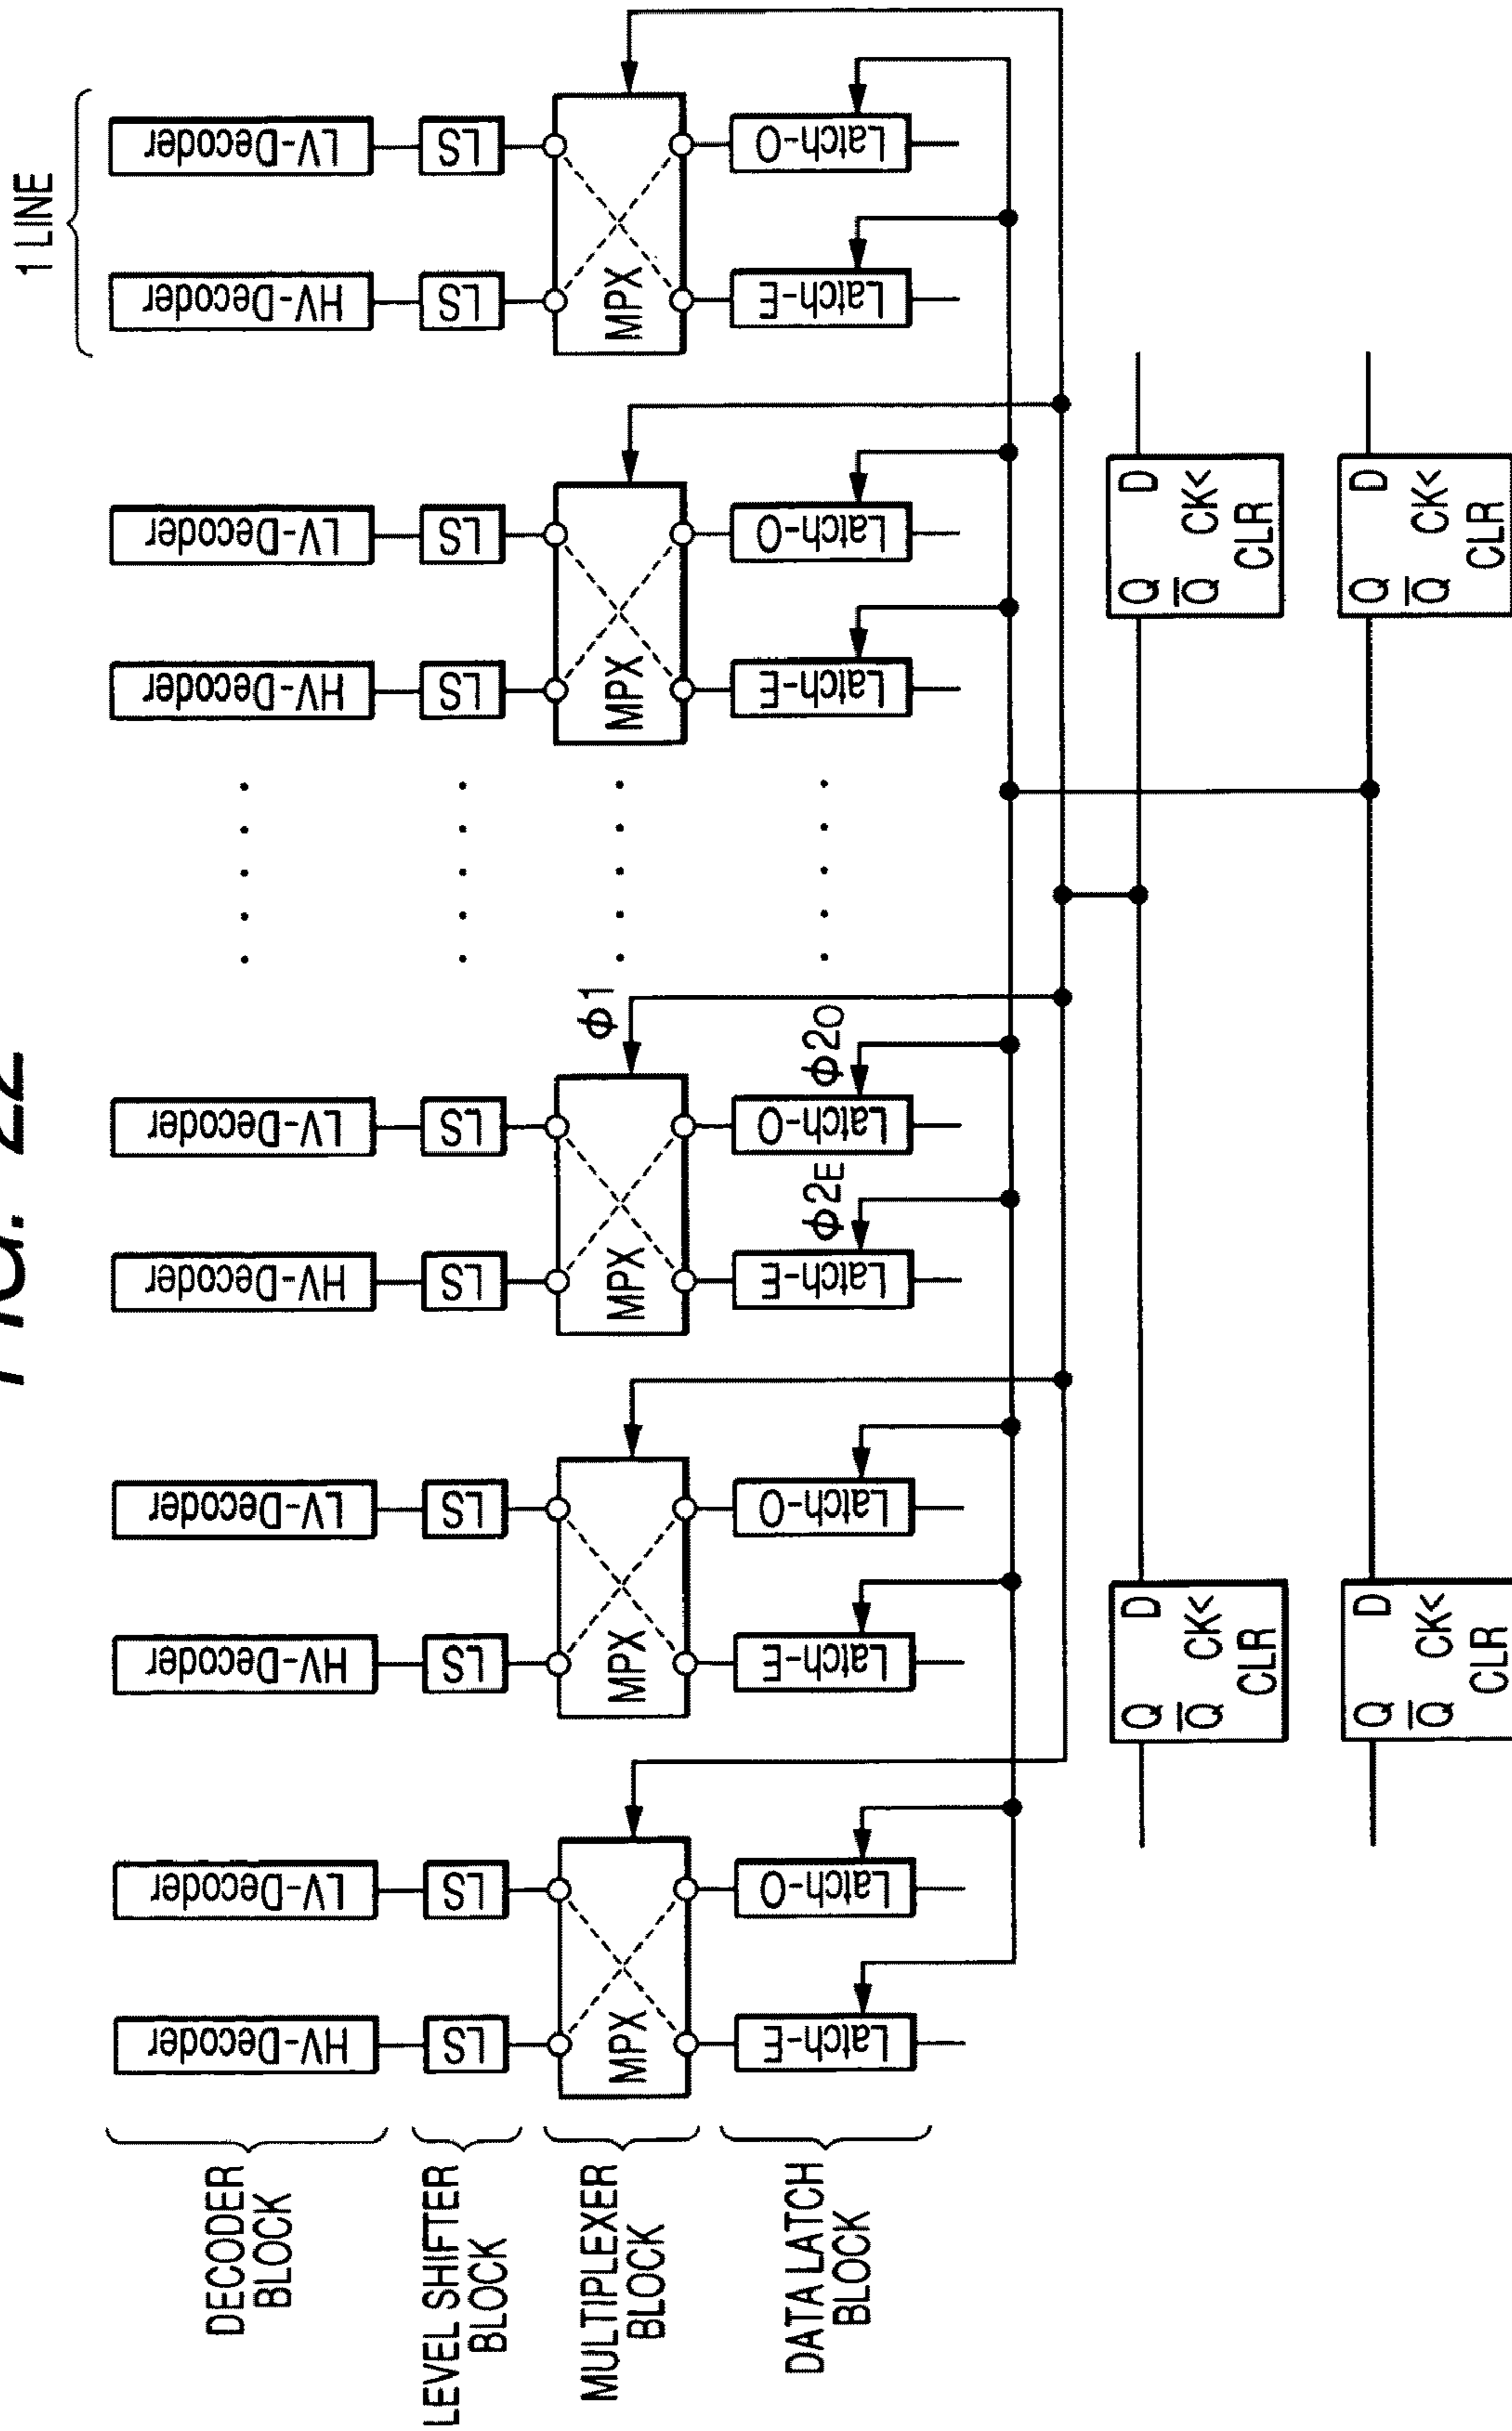 FIG. 22
1 LINE
DECODER
BLOCK
HV-Decoder
LV-Decoder
HV-Decoder
LV-Decoder
HV-Decoder
LV-Decoder
HV-Decoder
LV-Decoder
HV-Decoder
LV-Decoder
LEVEL SHIFTER
BLOCK
LS
LS
LS
LS
LS
LS
LS
LS
LS
LS
MULTIPLEXER
BLOCK
MPX
MPX
MPX
ϕ1
MPX
MPX
DATA LATCH
BLOCK
Latch-E
Latch-O
Latch-E
Latch-O
Latch-E
ϕ2E
Latch-O
ϕ2O
Latch-E
Latch-O
Latch-E
Latch-O
Q D
Q̅ CK<
CLR
Q D
Q̅ CK<
CLR
Q D
Q̅ CK<
CLR
Q D
Q̅ CK<
CLR